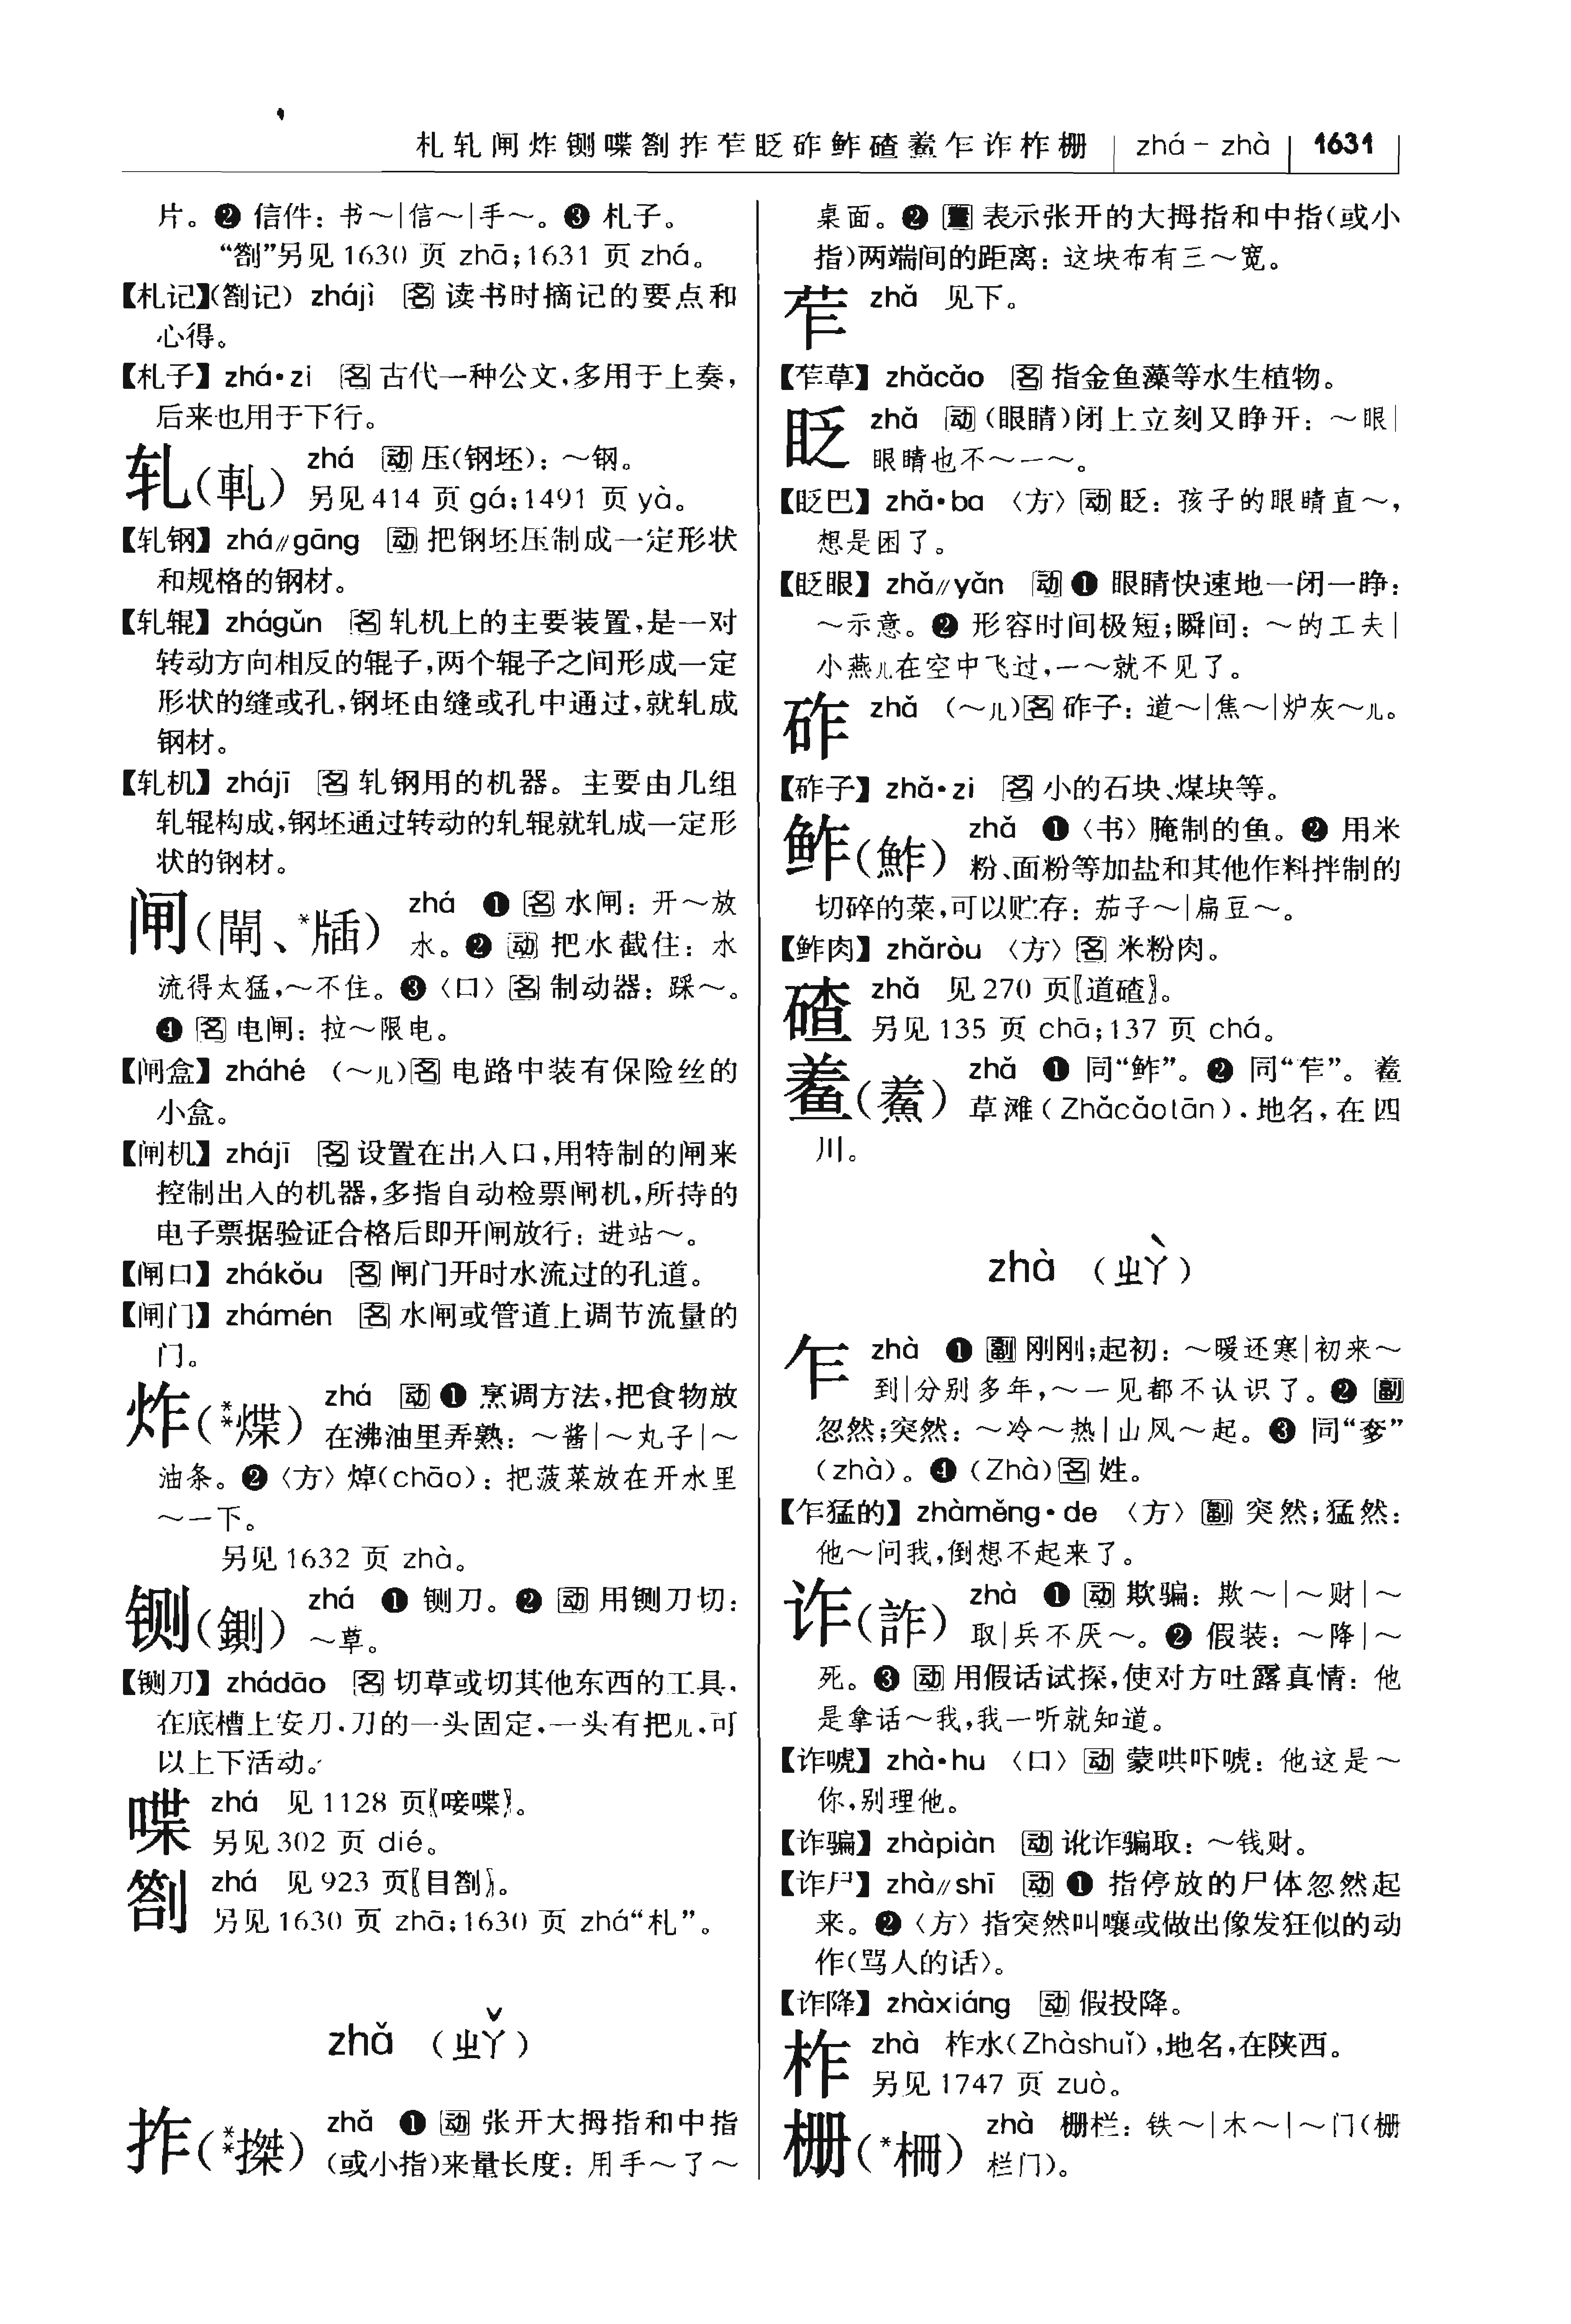 札轧闸炸铡喋劄拃苲眨砟鲊碴鲝乍诈柞栅 zhá－zhà 1631
片。❷ 信件：书～｜信～｜手～。❸ 札子。
“劄”另见1630 页 zhā；1631 页 zhá。
【札记】（劄记） zhájì 名 读书时摘记的要点和
心得。
【札子】 zhá·zi 名 古代一种公文，多用于上奏，
后来也用于下行。
轧（軋） zhá 动 压（钢坯）：～钢。
另见414 页 gá；1491 页 yà。
【轧钢】 zhá∥gāng 动 把钢坯压制成一定形状
和规格的钢材。
【轧辊】 zhágǔn 名 轧机上的主要装置，是一对
转动方向相反的辊子，两个辊子之间形成一定
形状的缝或孔，钢坯由缝或孔中通过，就轧成
钢材。
【轧机】 zhájī 名 轧钢用的机器。主要由几组
轧辊构成，钢坯通过转动的轧辊就轧成一定形
状的钢材。
闸（閘、*牐） zhá ❶ 名 水闸：开～放
水。❷ 动 把水截住：水
流得太猛，～不住。❸〈口〉名 制动器：踩～。
❹ 名 电闸：拉～限电。
【闸盒】 zháhé （～儿）名 电路中装有保险丝的
小盒。
【闸机】 zhájī 名 设置在出入口，用特制的闸来
控制出入的机器，多指自动检票闸机，所持的
电子票据验证合格后即开闸放行：进站～。
【闸口】 zhákǒu 名 闸门开时水流过的孔道。
【闸门】 zhámén 名 水闸或管道上调节流量的
门。
炸（**煠） zhá 动 ❶ 烹调方法，把食物放
在沸油里弄熟：～酱｜～丸子｜～
油条。❷〈方〉焯（chāo）：把菠菜放在开水里
～一下。
另见1632 页 zhà。
铡（鍘） zhá ❶ 铡刀。❷ 动 用铡刀切：
～草。
【铡刀】 zhádāo 名 切草或切其他东西的工具，
在底槽上安刀，刀的一头固定，一头有把儿，可
以上下活动。
喋 zhá 见1128 页〖唼喋〗。
另见302 页 dié。
劄 zhá 见923 页〖目劄〗。
另见1630 页 zhā；1630 页 zhá“札”。
zhǎ （ㄓㄚˇ）
拃（**搩） zhǎ ❶ 动 张开大拇指和中指
（或小指）来量长度：用手～了～
桌面。❷ 量 表示张开的大拇指和中指（或小
指）两端间的距离：这块布有三～宽。
苲 zhǎ 见下。
【苲草】 zhǎcǎo 名 指金鱼藻等水生植物。
眨 zhǎ 动（眼睛）闭上立刻又睁开：～眼｜
眼睛也不～一～。
【眨巴】 zhǎ·ba 〈方〉动 眨：孩子的眼睛直～，
想是困了。
【眨眼】 zhǎ∥yǎn 动 ❶ 眼睛快速地一闭一睁：
～示意。❷ 形容时间极短；瞬间：～的工夫｜
小燕儿在空中飞过，一～就不见了。
砟 zhǎ （～儿）名 砟子：道～｜焦～｜炉灰～儿。
【砟子】 zhǎ·zi 名 小的石块、煤块等。
鲊（鮓） zhǎ ❶〈书〉腌制的鱼。❷ 用米
粉、面粉等加盐和其他作料拌制的
切碎的菜，可以贮存：茄子～｜扁豆～。
【鲊肉】 zhǎròu 〈方〉名 米粉肉。
碴 zhǎ 见270 页〖道碴〗。
另见135 页 chā；137 页 chá。
鲝（鮺） zhǎ ❶ 同“鲊”。❷ 同“苲”。鲝
草滩（Zhǎcǎotān），地名，在四
川。
zhà （ㄓㄚˋ）
乍 zhà ❶ 副 刚刚；起初：～暖还寒｜初来～
到｜分别多年，～一见都不认识了。❷ 副
忽然；突然：～冷～热｜山风～起。❸ 同“奓”
（zhà）。❹（Zhà）名 姓。
【乍猛的】 zhàměng·de 〈方〉副 突然；猛然：
他～问我，倒想不起来了。
诈（詐） zhà ❶ 动 欺骗：欺～｜～财｜～
取｜兵不厌～。❷ 假装：～降｜～
死。❸ 动 用假话试探，使对方吐露真情：他
是拿话～我，我一听就知道。
【诈唬】 zhà·hu 〈口〉动 蒙哄吓唬：他这是～
你，别理他。
【诈骗】 zhàpiàn 动 讹诈骗取：～钱财。
【诈尸】 zhà∥shī 动 ❶ 指停放的尸体忽然起
来。❷〈方〉指突然叫嚷或做出像发狂似的动
作（骂人的话）。
【诈降】 zhàxiáng 动 假投降。
柞 zhà 柞水（Zhàshuǐ），地名，在陕西。
另见1747 页 zuò。
栅（*柵） zhà 栅栏：铁～｜木～｜～门（栅
栏门）。